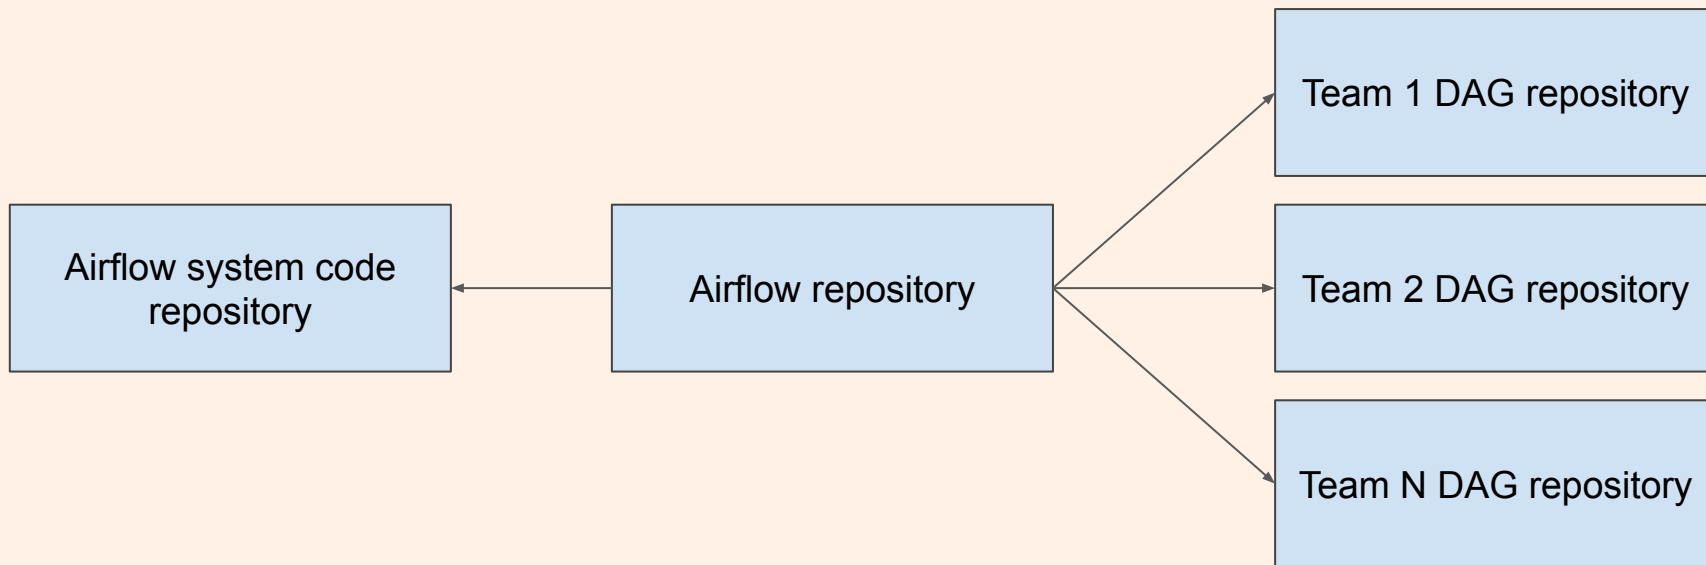 Team 1 DAG repository
Airflow system code
repository
Airflow repository
Team 2 DAG repository
Team N DAG repository